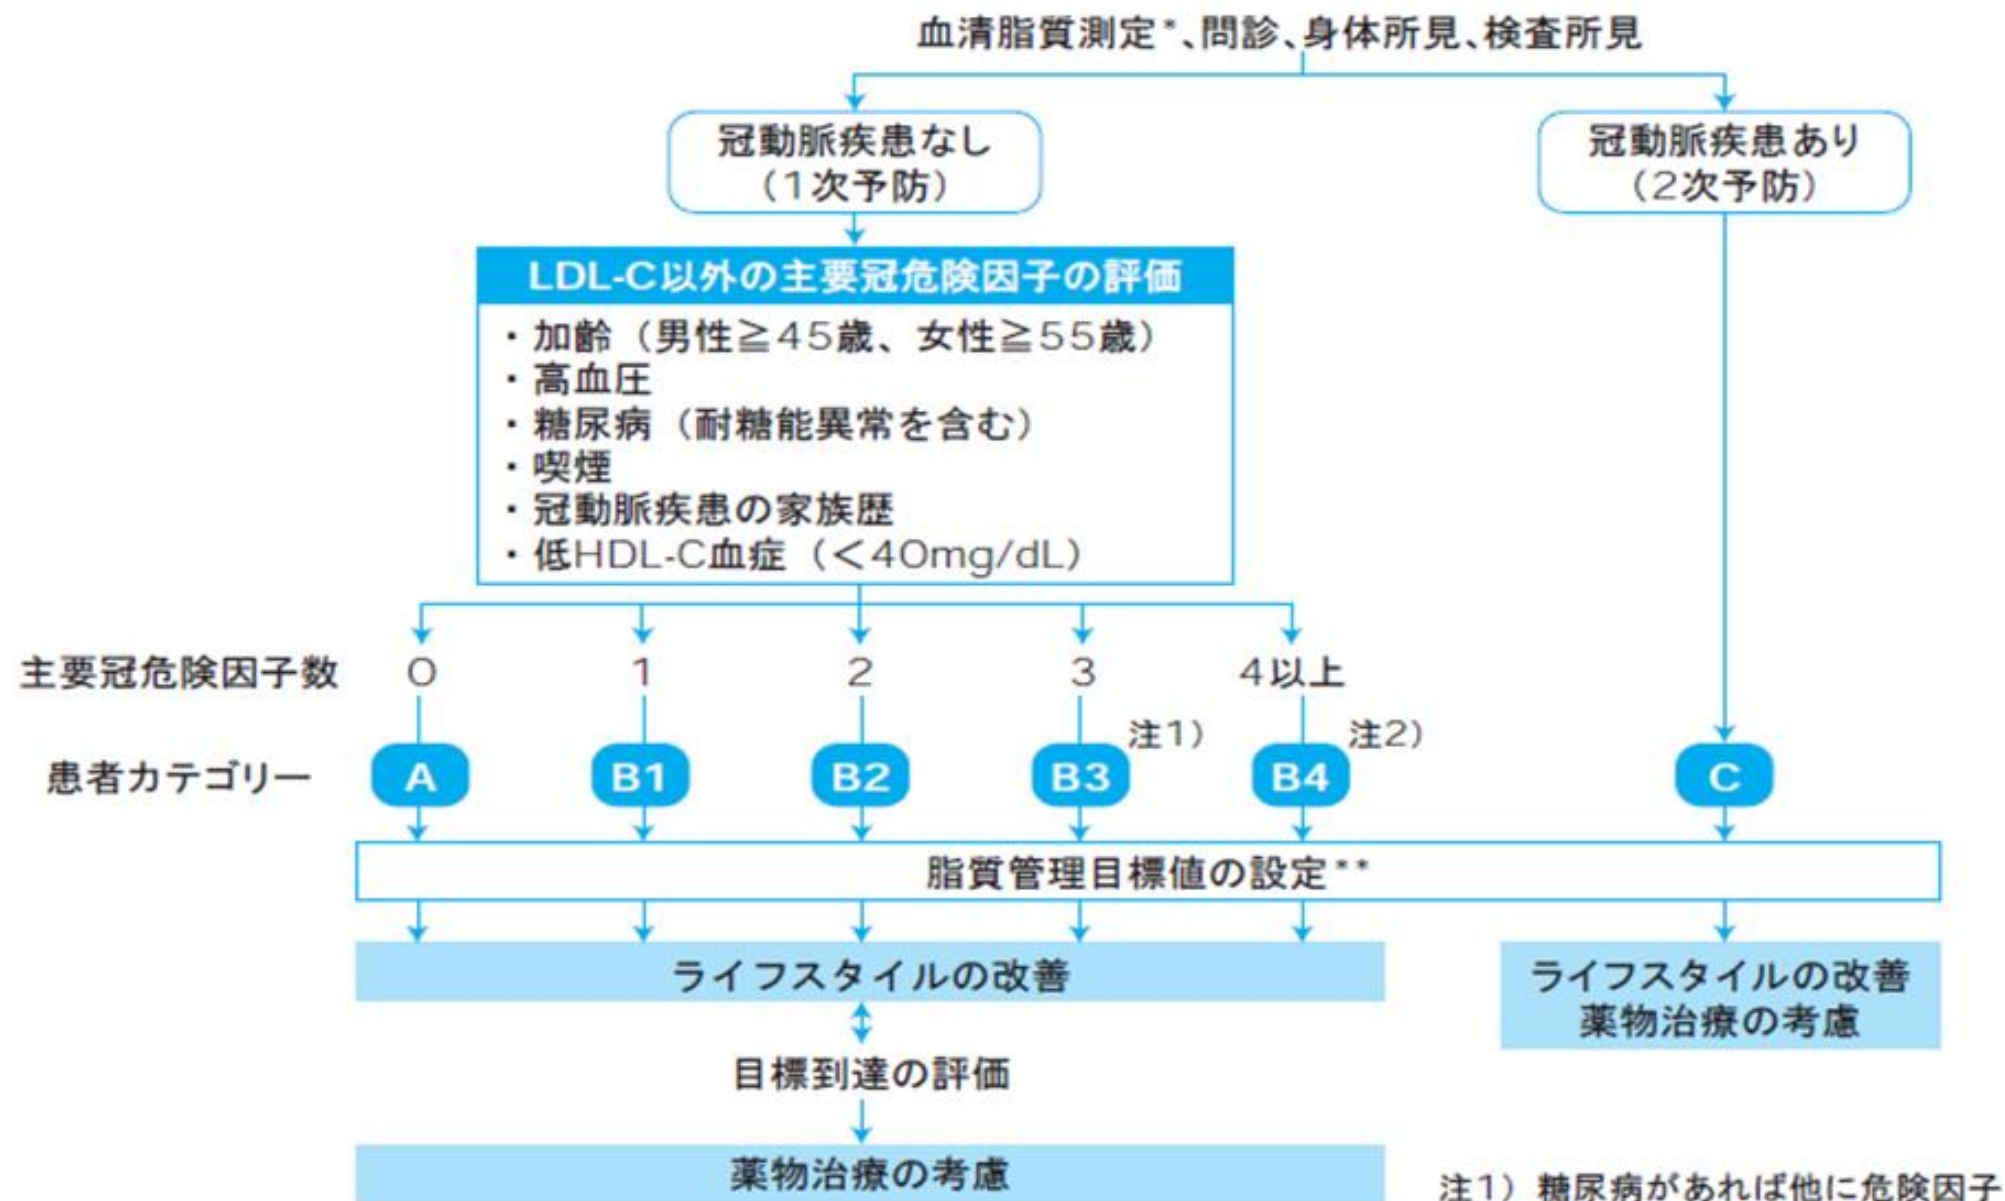 血清脂質測定*、問診、身体所見、検査所見
冠動脈疾患なし
（1次予防）
冠動脈疾患あり
（2次予防）
LDL-C以外の主要冠危険因子の評価
・加齢（男性≧45歳、女性≧55歳）
・高血圧
・糖尿病（耐糖能異常を含む）
・喫煙
・冠動脈疾患の家族歴
・低HDL-C血症（＜40mg/dL）
主要冠危険因子数 0 1 2 3 4以上
注1） 注2）
患者カテゴリー A B1 B2 B3 B4 C
脂質管理目標値の設定**
ライフスタイルの改善
ライフスタイルの改善
薬物治療の考慮
目標到達の評価
薬物治療の考慮
注1）糖尿病があれば他に危険因子